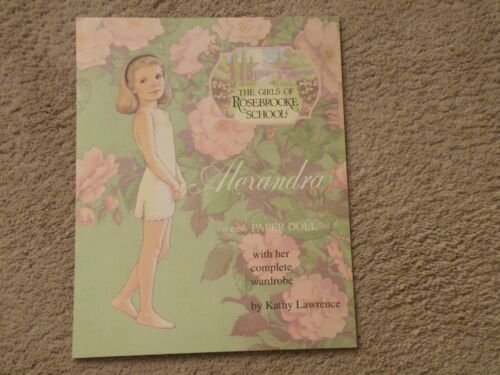 THE GIRLS OF
ROSEBROOKE
SCHOOL
Alexandra
a new PAPER DOLL
with her
complete
wardrobe
by Kathy Lawrence